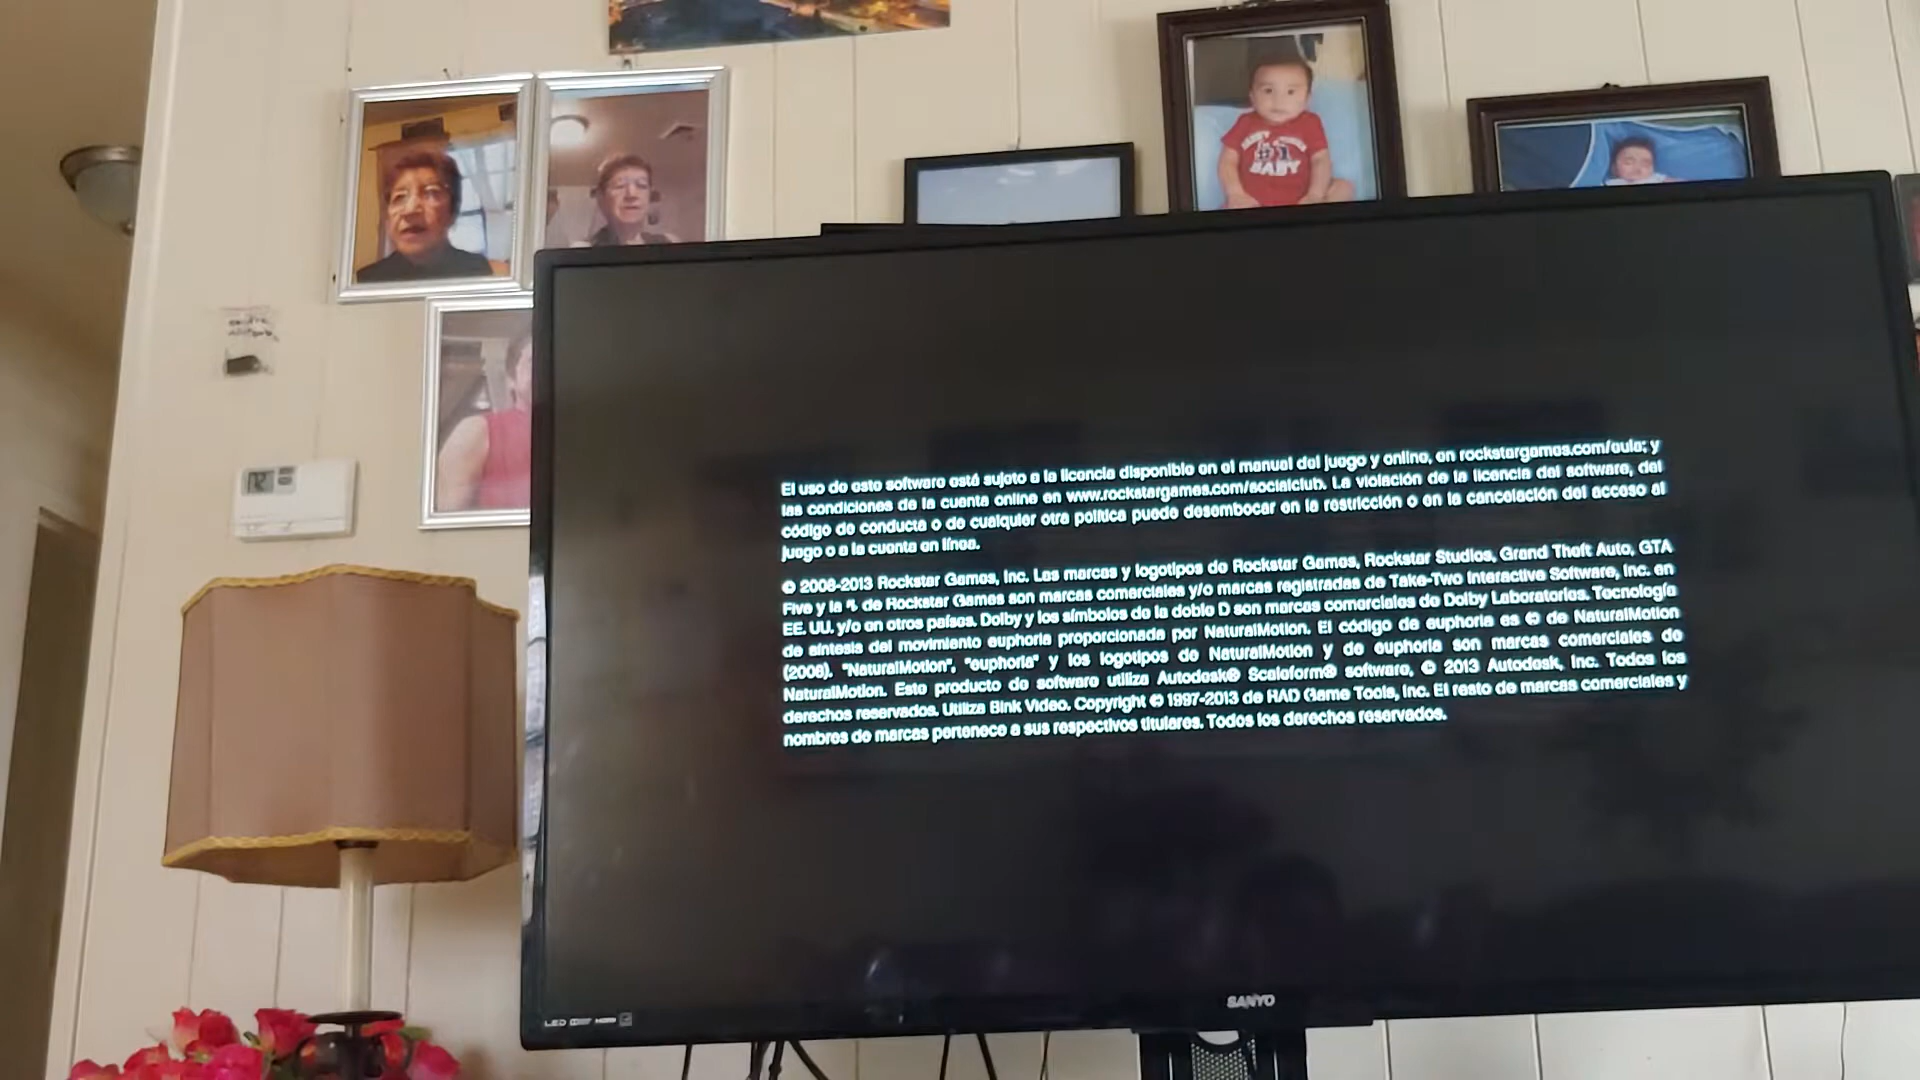 #1
BABY
El uso de este software está sujeto a la licencia disponible en el manual del juego y online, en rockstargames.com/eula; y
las condiciones de la cuenta online en www.rockstargames.com/socialclub. La violación de la licencia del software, del
código de conducta o de cualquier otra política puede desembocar en la restricción o en la cancelación del acceso al
juego o a la cuenta en línea.
© 2008-2013 Rockstar Games, Inc. Las marcas y logotipos de Rockstar Games, Rockstar Studios, Grand Theft Auto, GTA
Five y la R* de Rockstar Games son marcas comerciales y/o marcas registradas de Take-Two Interactive Software, Inc. en
EE. UU. y/o en otros países. Dolby y los símbolos de la doble D son marcas comerciales de Dolby Laboratories. Tecnología
de síntesis del movimiento euphoria proporcionada por NaturalMotion. El código de euphoria es © de NaturalMotion
(2008). "NaturalMotion", "euphoria" y los logotipos de NaturalMotion y de euphoria son marcas comerciales de
NaturalMotion. Este producto de software utiliza Autodesk® Scaleform® software, © 2013 Autodesk, Inc. Todos los
derechos reservados. Utiliza Bink Video. Copyright © 1997-2013 de RAD Game Tools, Inc. El resto de marcas comerciales y
nombres de marcas pertenece a sus respectivos titulares. Todos los derechos reservados.
SANYO
LED HDMI